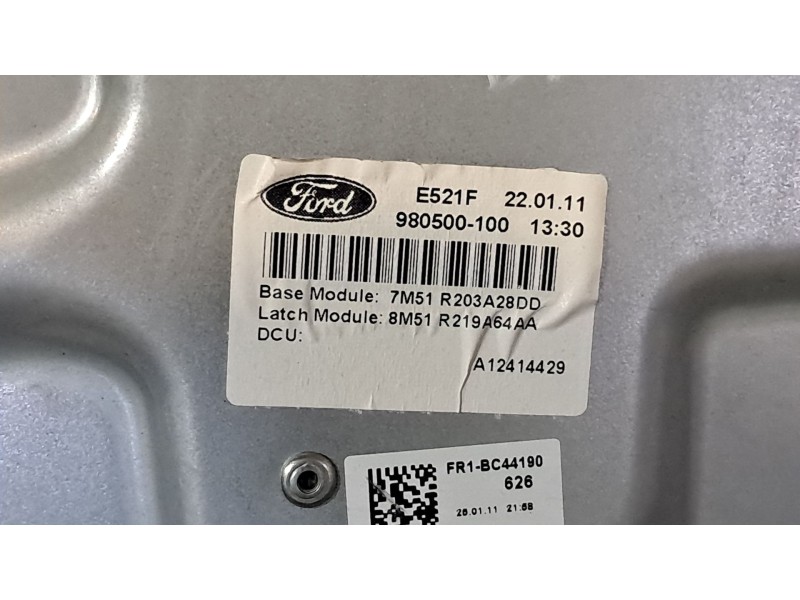 Ford E521F 22.01.11
980500-100 13:30
Base Module: 7M51 R203A28DD
Latch Module: 8M51 R219A64AA
DCU:
A12414429
FR1-BC44190
626
26.01.11 21:58